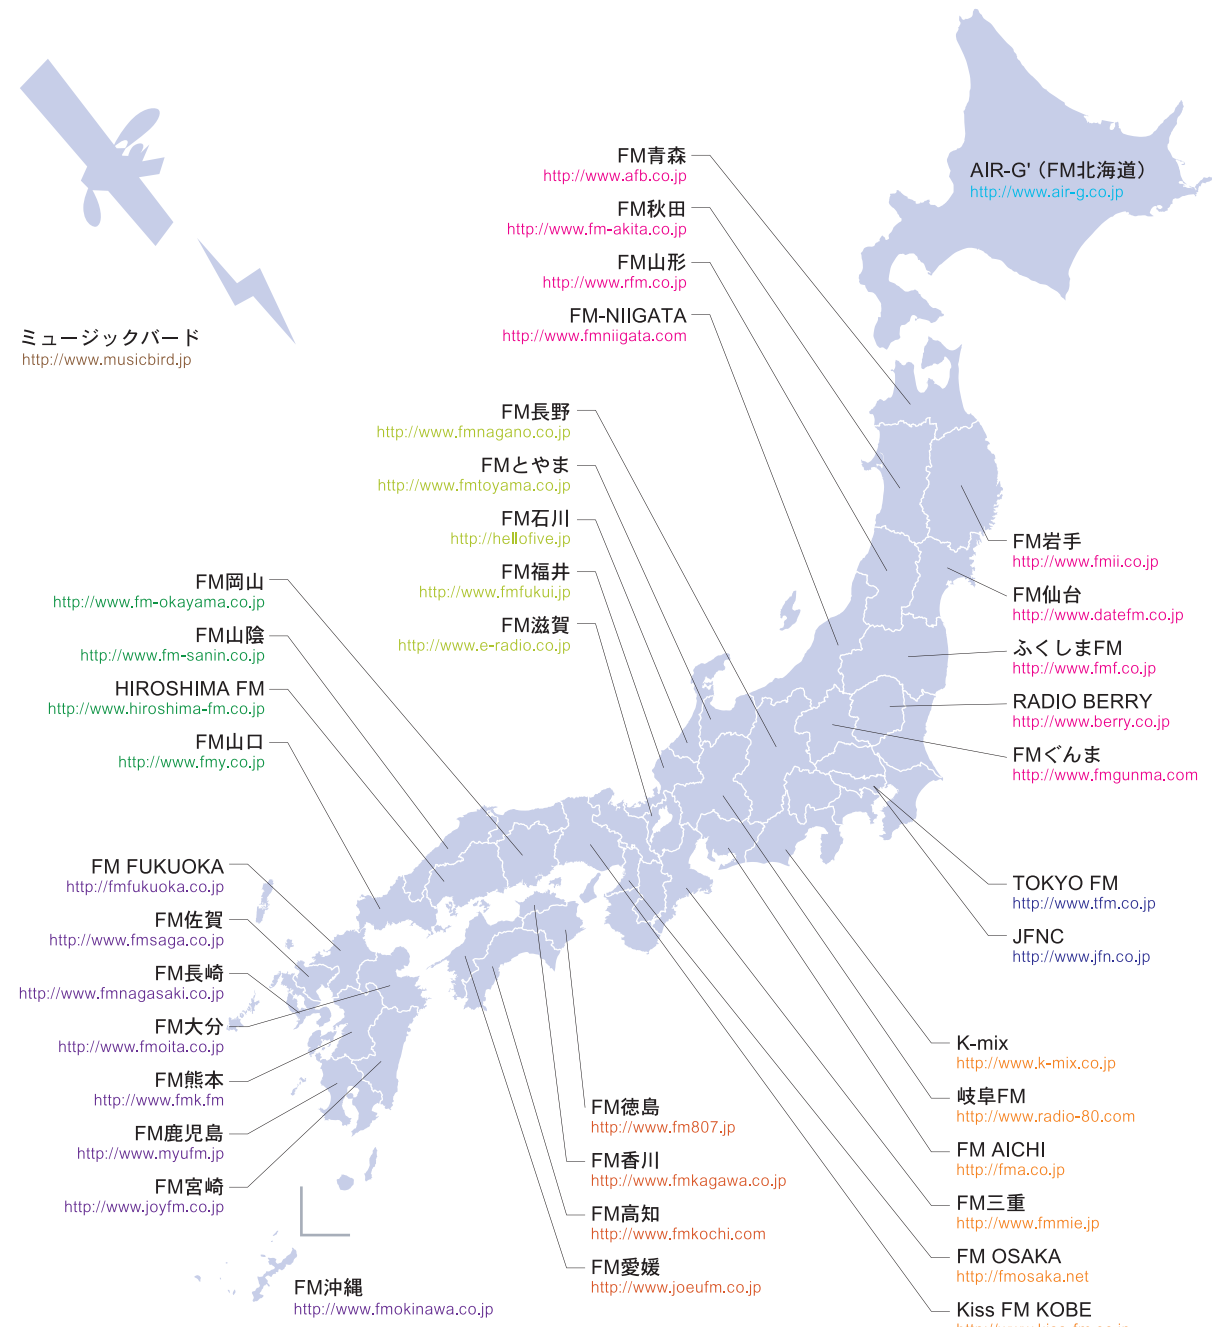 FM青森
http://www.afb.co.jp
AIR-G'（FM北海道）
http://www.air-g.co.jp
FM秋田
http://www.fm-akita.co.jp
FM山形
http://www.rfm.co.jp
FM-NIIGATA
http://www.fmniigata.com
ミュージックバード
http://www.musicbird.jp
FM長野
http://www.fmnagano.co.jp
FMとやま
http://www.fmtoyama.co.jp
FM石川
http://hellofive.jp
FM福井
http://www.fmfukui.jp
FM滋賀
http://www.e-radio.co.jp
FM岡山
http://www.fm-okayama.co.jp
FM山陰
http://www.fm-sanin.co.jp
HIROSHIMA FM
http://www.hiroshima-fm.co.jp
FM山口
http://www.fmy.co.jp
FM岩手
http://www.fmii.co.jp
FM仙台
http://www.datefm.co.jp
ふくしまFM
http://www.fmf.co.jp
RADIO BERRY
http://www.berry.co.jp
FMぐんま
http://www.fmgunma.com
TOKYO FM
http://www.tfm.co.jp
JFNC
http://www.jfn.co.jp
FM FUKUOKA
http://fmfukuoka.co.jp
FM佐賀
http://www.fmsaga.co.jp
FM長崎
http://www.fmnagasaki.co.jp
FM大分
http://www.fmoita.co.jp
FM熊本
http://www.fmk.fm
FM鹿児島
http://www.myufm.jp
FM宮崎
http://www.joyfm.co.jp
FM沖縄
http://www.fmokinawa.co.jp
FM徳島
http://www.fm807.jp
FM香川
http://www.fmkagawa.co.jp
FM高知
http://www.fmkochi.com
FM愛媛
http://www.joeufm.co.jp
K-mix
http://www.k-mix.co.jp
岐阜FM
http://www.radio-80.com
FM AICHI
http://fma.co.jp
FM三重
http://www.fmmie.jp
FM OSAKA
http://fmosaka.net
Kiss FM KOBE